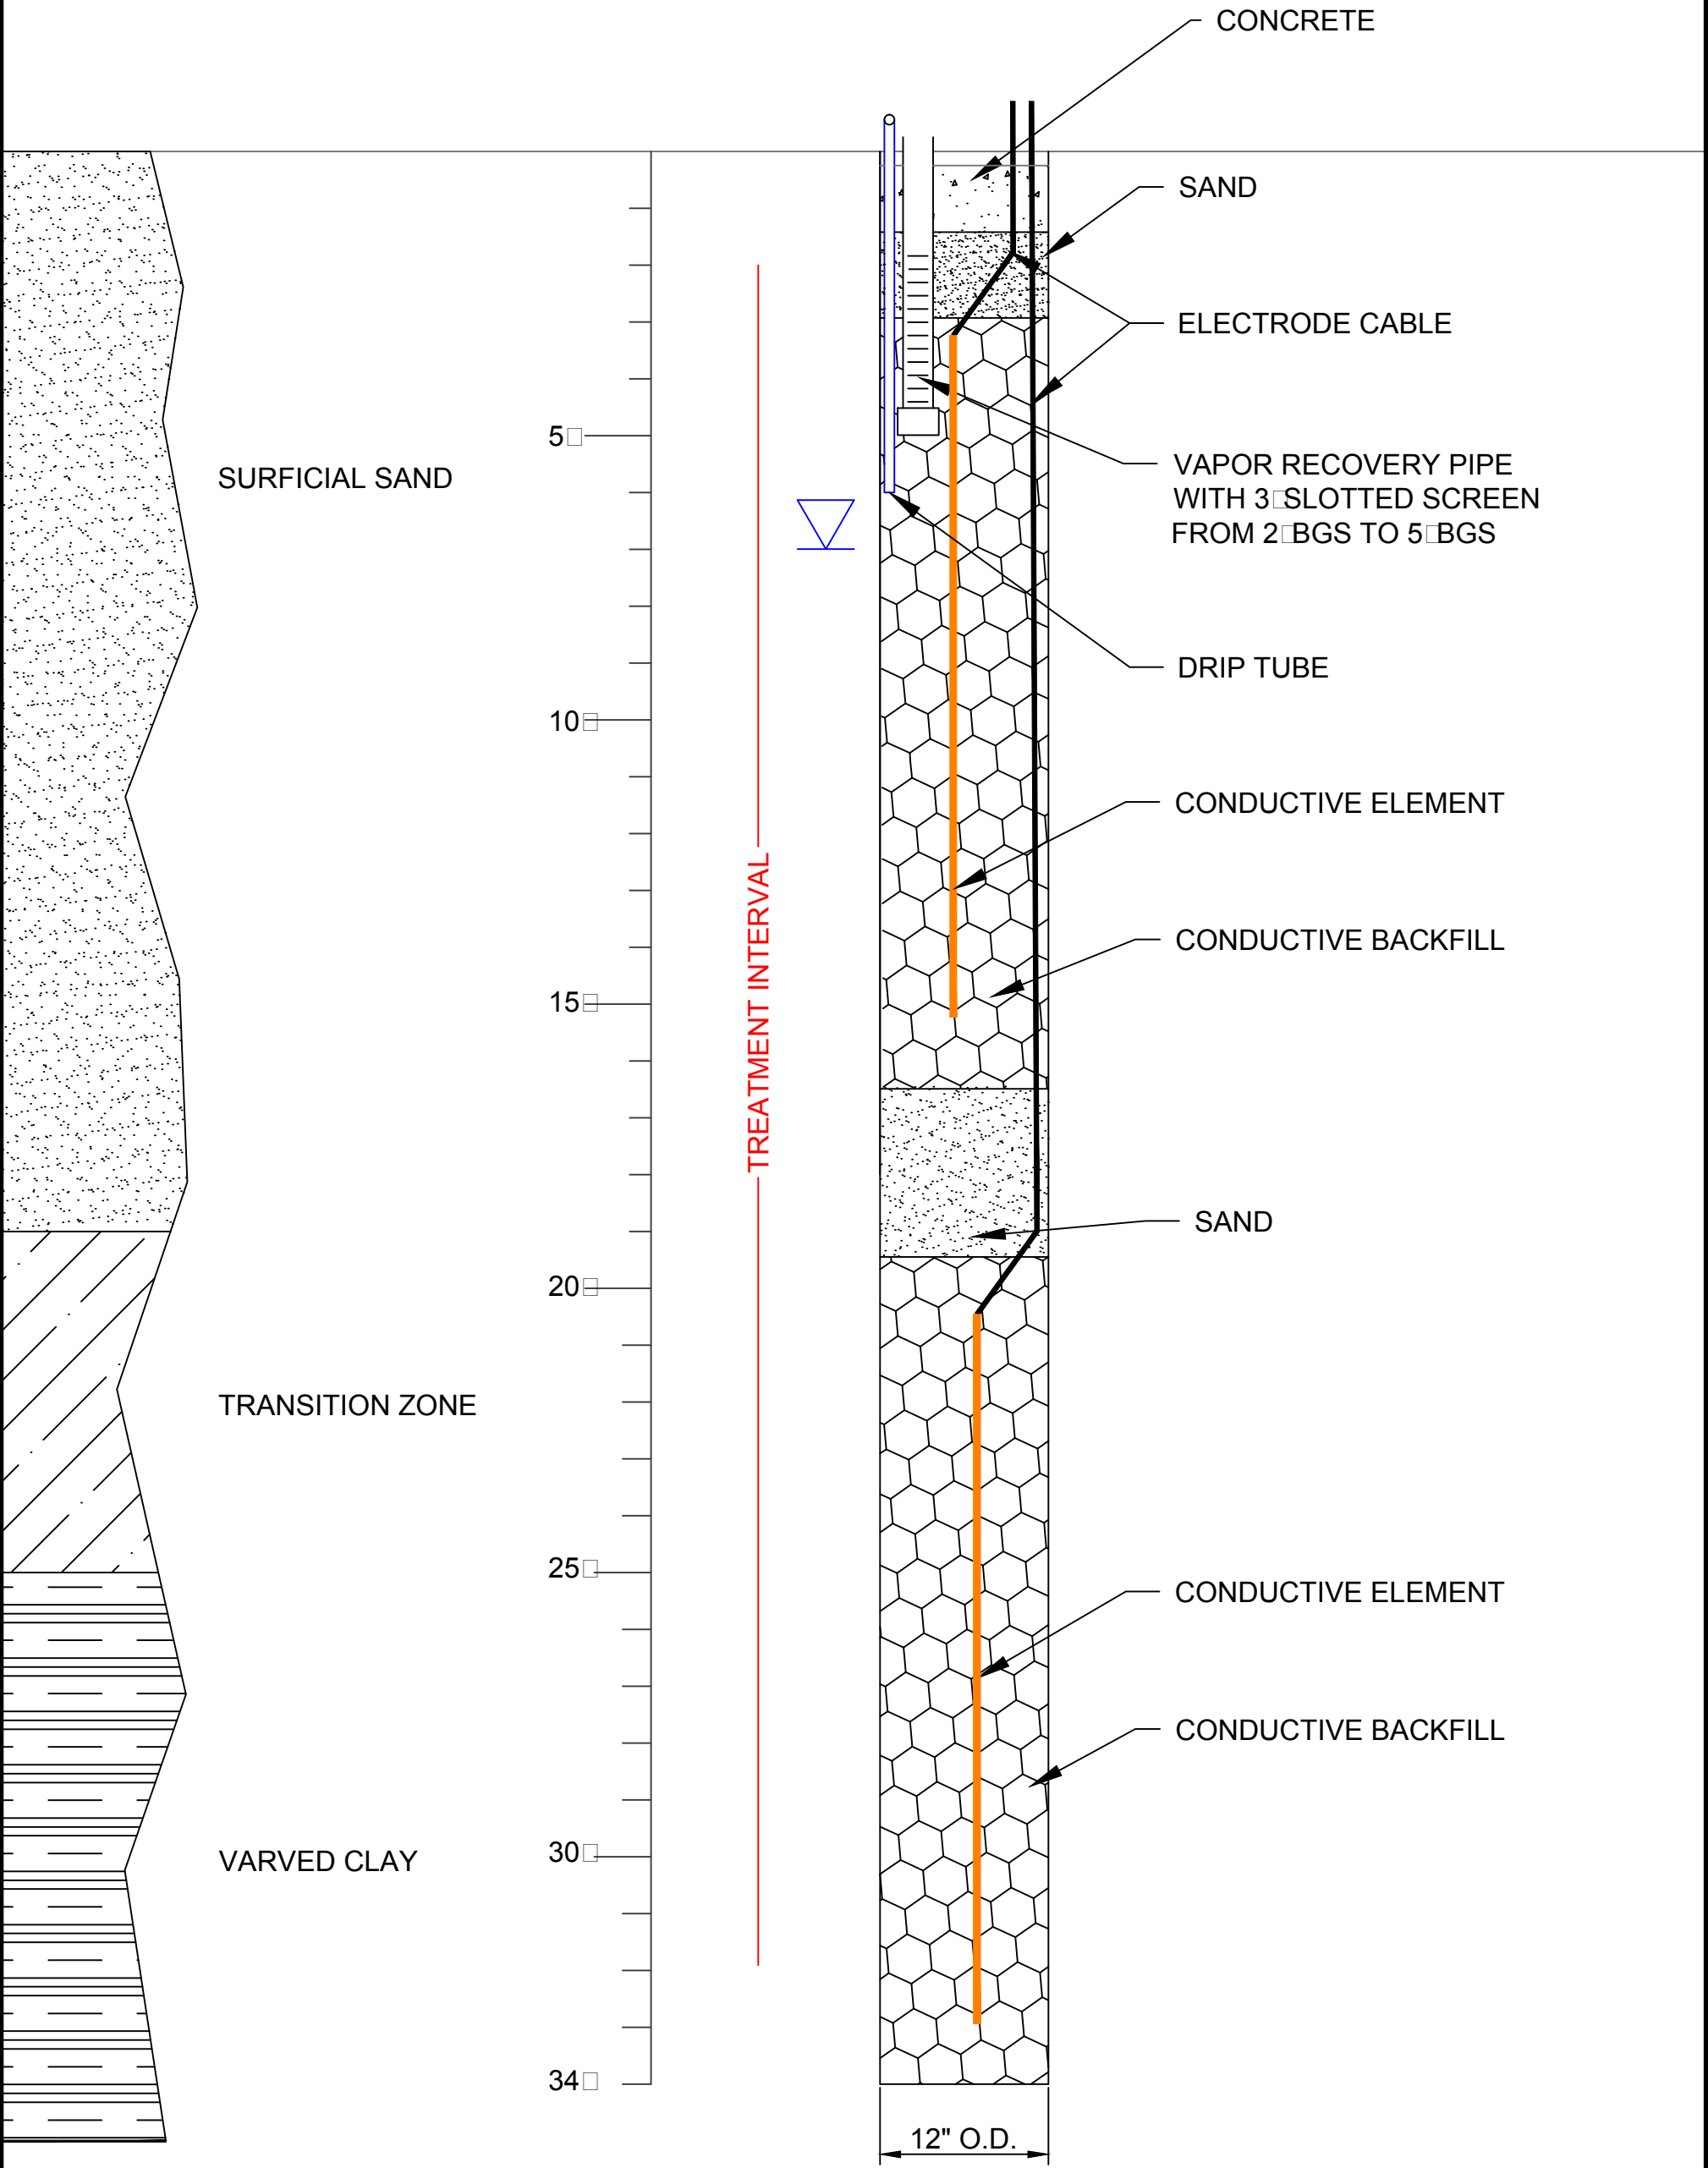 CONCRETE
SAND
ELECTRODE CABLE
5□
VAPOR RECOVERY PIPE
WITH 3□SLOTTED SCREEN
FROM 2□BGS TO 5□BGS
SURFICIAL SAND
DRIP TUBE
10□
CONDUCTIVE ELEMENT
CONDUCTIVE BACKFILL
15□
TREATMENT INTERVAL
SAND
20□
TRANSITION ZONE
25□
CONDUCTIVE ELEMENT
CONDUCTIVE BACKFILL
30□
VARVED CLAY
34□
12" O.D.